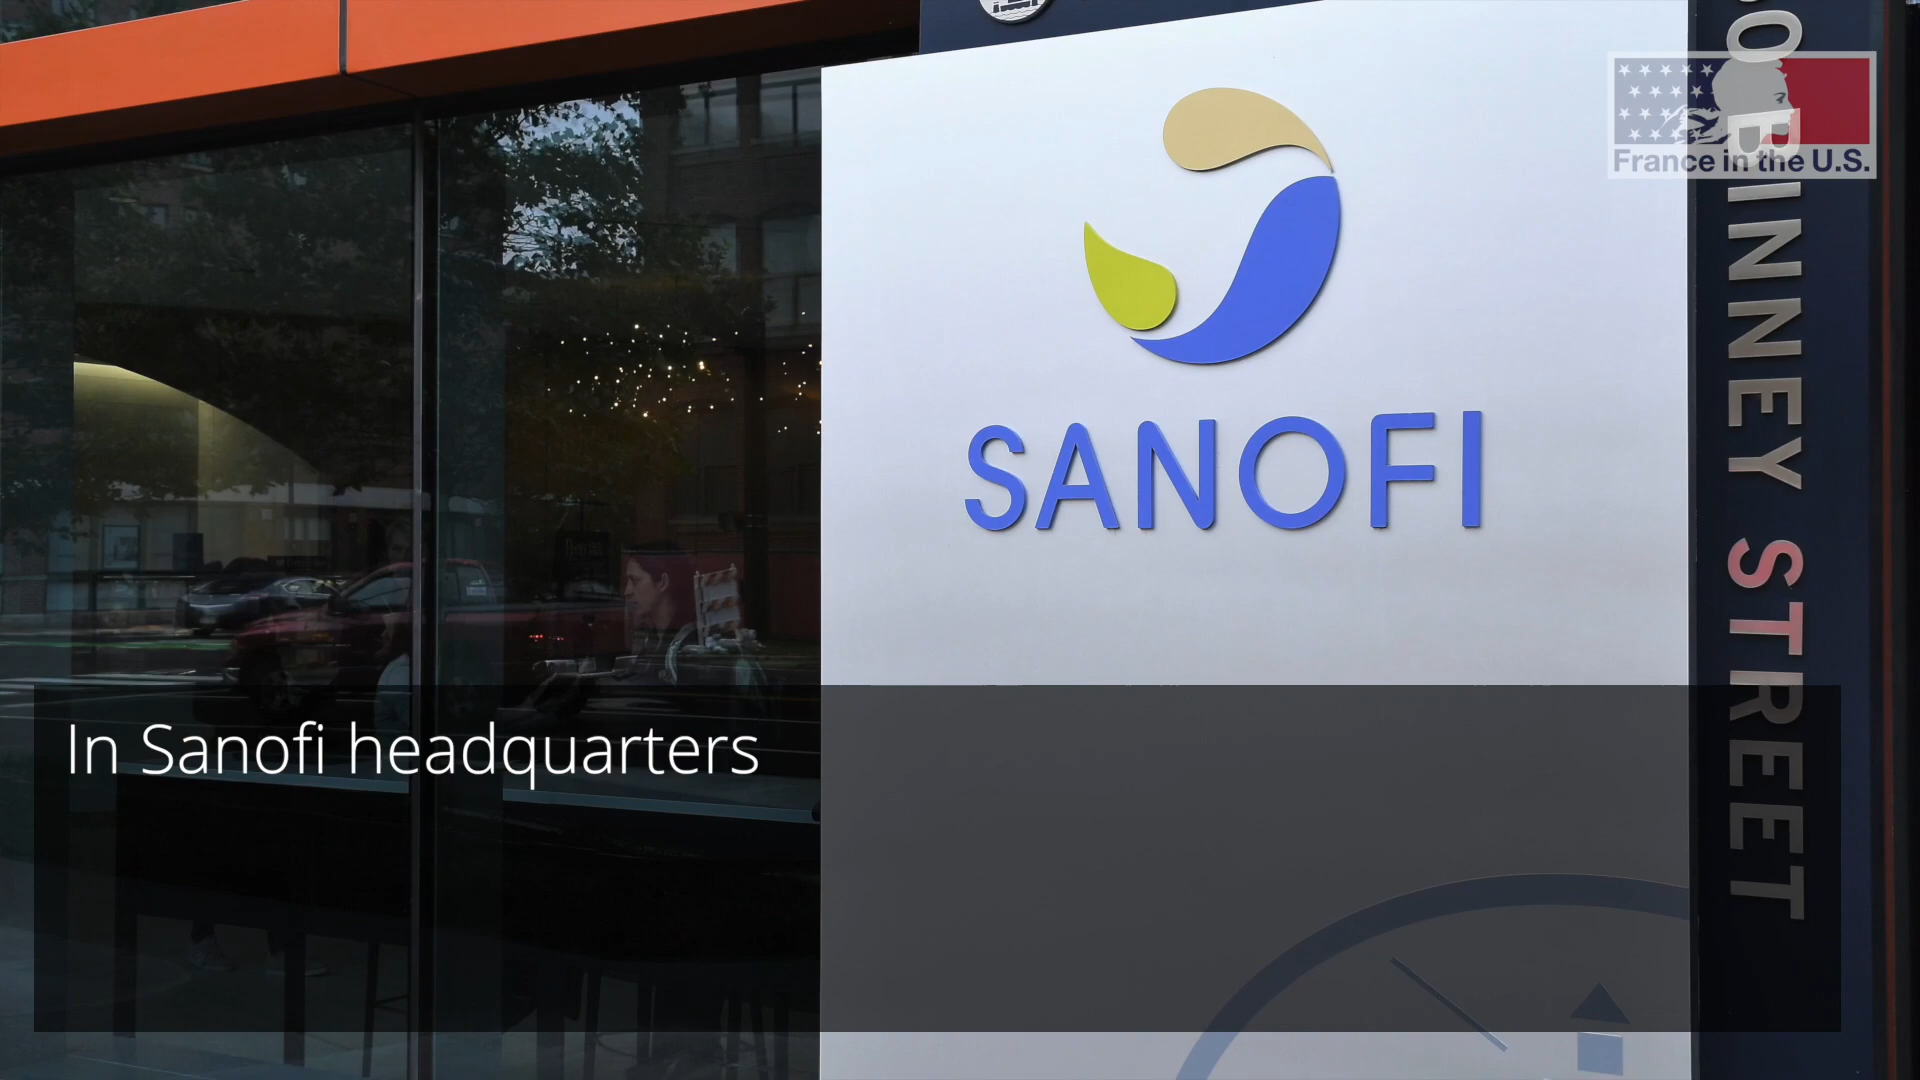 France in the U.S.
SANOFI
BINNEY STREET
In Sanofi headquarters